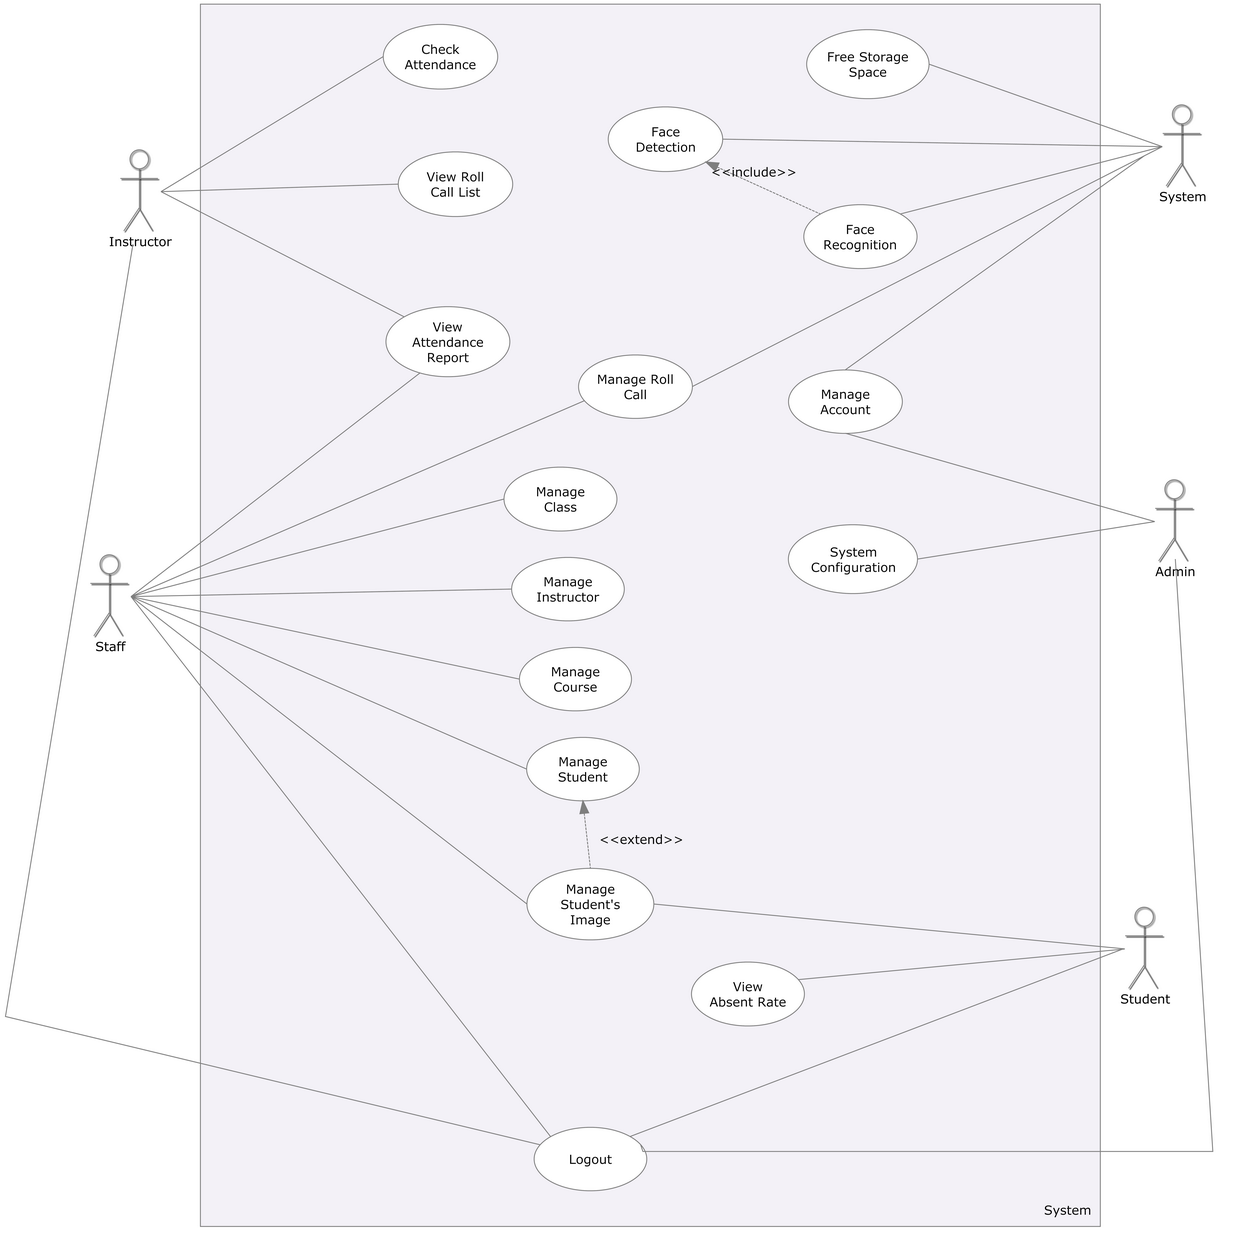 Check
Attendance
Free Storage
Space
Face
Detection
<<include>>
View Roll
Call List
System
Instructor
Face
Recognition
View
Attendance
Report
Manage Roll
Call
Manage
Account
Manage
Class
System
Configuration
Admin
Manage
Instructor
Staff
Manage
Course
Manage
Student
<<extend>>
Manage
Student's
Image
View
Absent Rate
Student
Logout
System